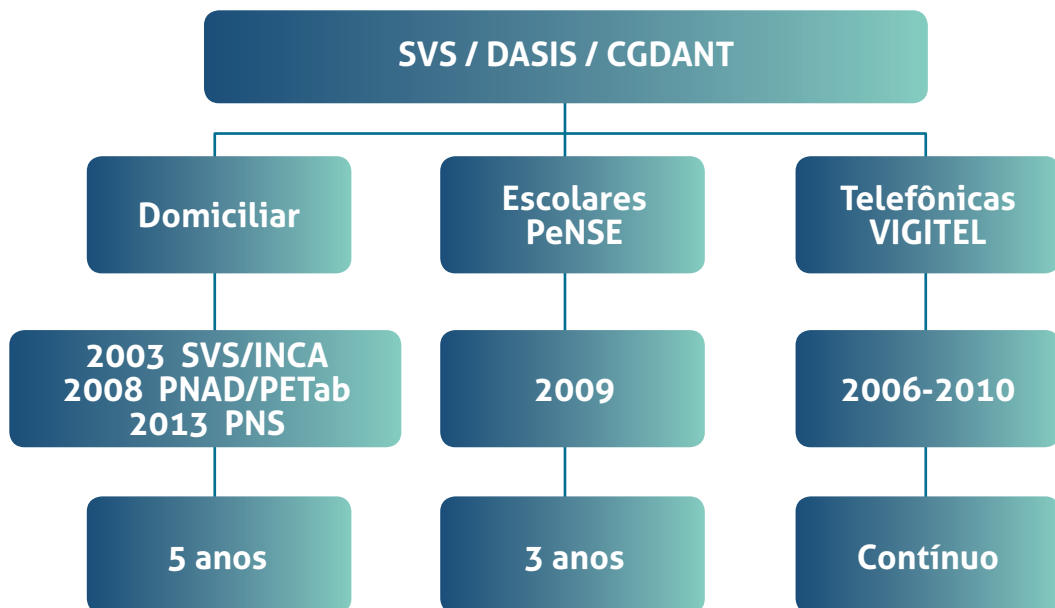 SVS / DASIS / CGDANT
Domiciliar
Escolares
PeNSE
Telefônicas
VIGITEL
2003 SVS/INCA
2008 PNAD/PETab
2013 PNS
2009
2006-2010
5 anos
3 anos
Contínuo